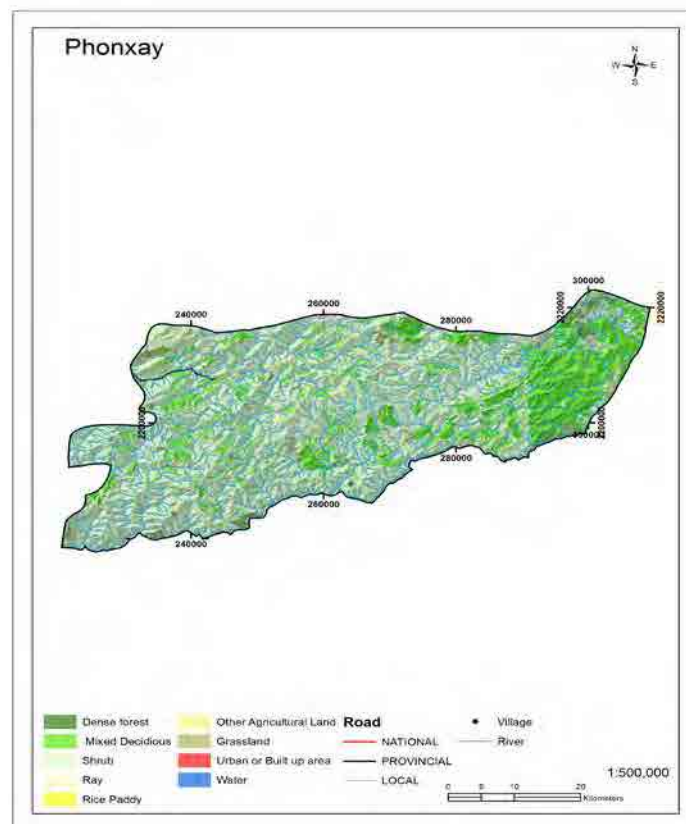 Phonxay
N
W E
S
300000
2220000 2220000
260000
240000 280000
280000
260000
240000
Dense forest
Mixed Decidious
Shrub
Ray
Rice Paddy
Other Agricultural Land
Grassland
Urban or Built up area
Water
Road
NATIONAL
PROVINCIAL
LOCAL
Village
River
1:500,000
0 5 10 20
Kilometers